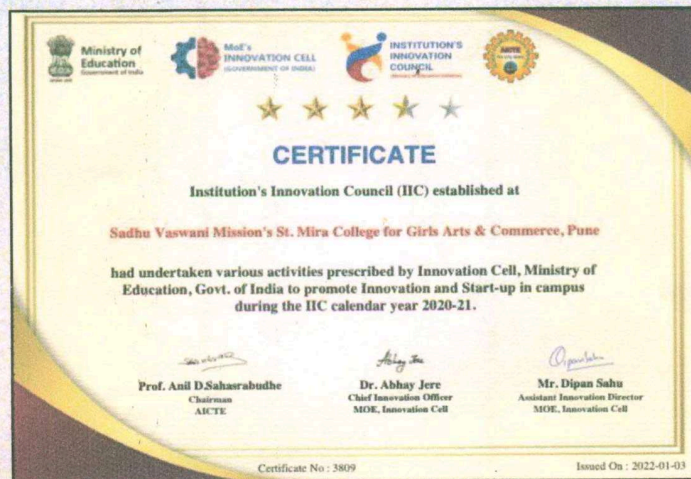 Ministry of
Education
Government of India
MoE's
INNOVATION CELL
(GOVERNMENT OF INDIA)
INSTITUTION'S
INNOVATION
COUNCIL
AICTE
CERTIFICATE
Institution's Innovation Council (IIC) established at
Sadhu Vaswani Mission's St. Mira College for Girls Arts & Commerce, Pune
had undertaken various activities prescribed by Innovation Cell, Ministry of
Education, Govt. of India to promote Innovation and Start-up in campus
during the IIC calendar year 2020-21.
Prof. Anil D.Sahasrabudhe
Chairman
AICTE
Abhay Jere
Dr. Abhay Jere
Chief Innovation Officer
MOE, Innovation Cell
Mr. Dipan Sahu
Assistant Innovation Director
MOE, Innovation Cell
Certificate No : 3809
Issued On : 2022-01-03